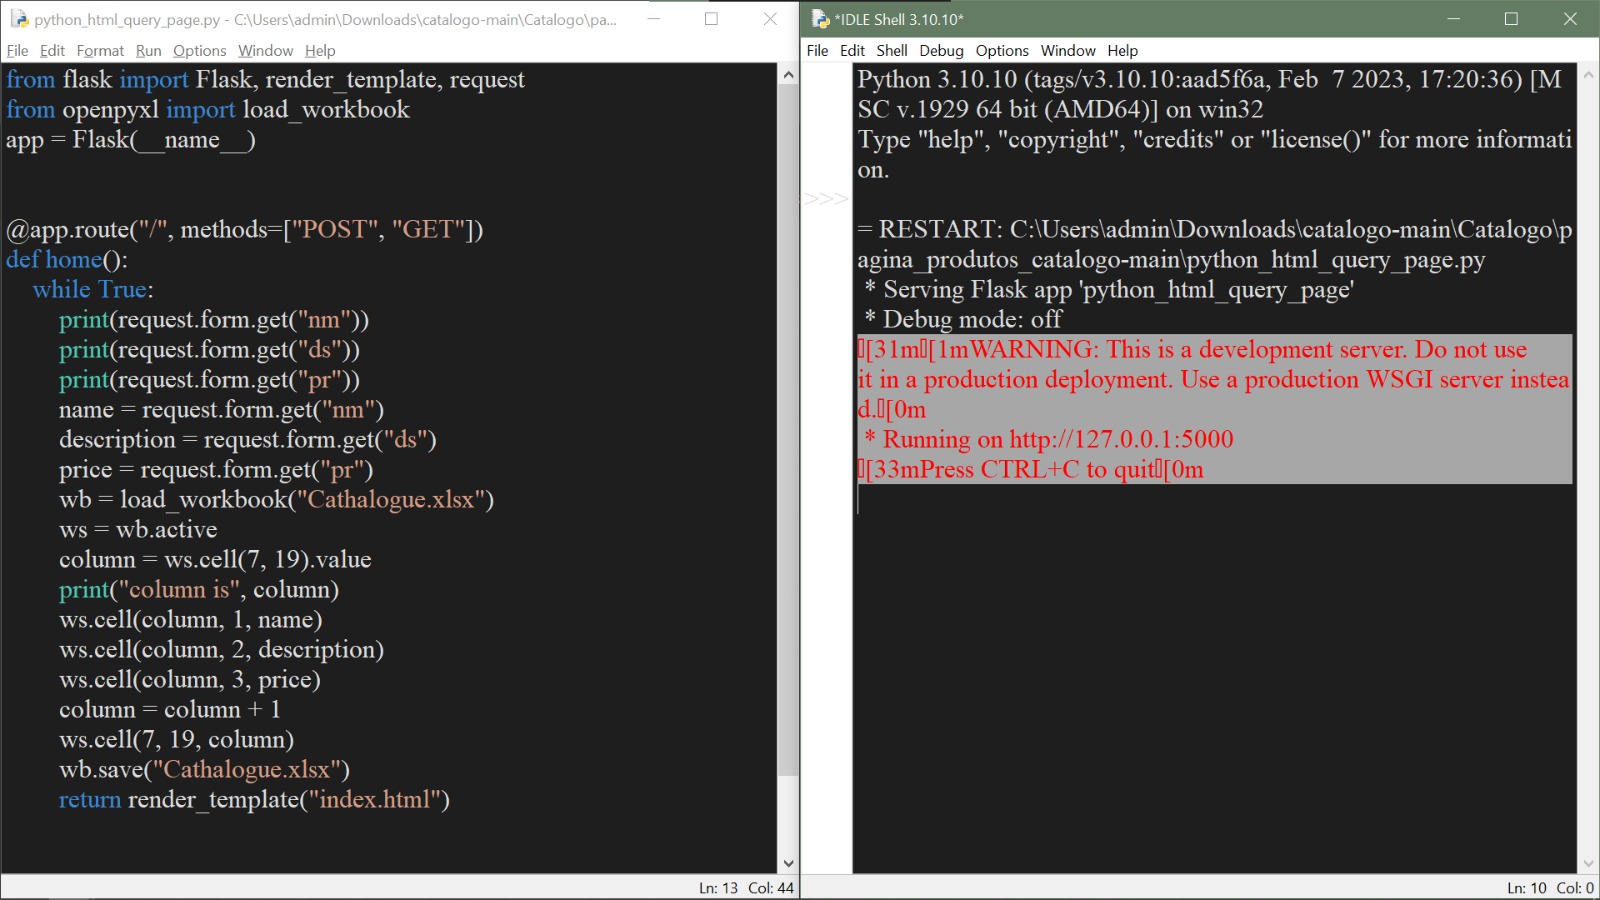 python_html_query_page.py - C:\Users\admin\Downloads\catalogo-main\Catalogo\pa...
File Edit Format Run Options Window Help
from flask import Flask, render_template, request
from openpyxl import load_workbook
app = Flask(__name__)
@app.route("/", methods=["POST", "GET"])
def home():
    while True:
        print(request.form.get("nm"))
        print(request.form.get("ds"))
        print(request.form.get("pr"))
        name = request.form.get("nm")
        description = request.form.get("ds")
        price = request.form.get("pr")
        wb = load_workbook("Cathalogue.xlsx")
        ws = wb.active
        column = ws.cell(7, 19).value
        print("column is", column)
        ws.cell(column, 1, name)
        ws.cell(column, 2, description)
        ws.cell(column, 3, price)
        column = column + 1
        ws.cell(7, 19, column)
        wb.save("Cathalogue.xlsx")
        return render_template("index.html")
Ln: 13 Col: 44
*IDLE Shell 3.10.10*
File Edit Shell Debug Options Window Help
Python 3.10.10 (tags/v3.10.10:aad5f6a, Feb  7 2023, 17:20:36) [M
SC v.1929 64 bit (AMD64)] on win32
Type "help", "copyright", "credits" or "license()" for more informati
on.
>>>
= RESTART: C:\Users\admin\Downloads\catalogo-main\Catalogo\p
agina_produtos_catalogo-main\python_html_query_page.py
 * Serving Flask app 'python_html_query_page'
 * Debug mode: off
[31m[1mWARNING: This is a development server. Do not use
it in a production deployment. Use a production WSGI server instea
d.[0m
 * Running on http://127.0.0.1:5000
[33mPress CTRL+C to quit[0m
Ln: 10 Col: 0